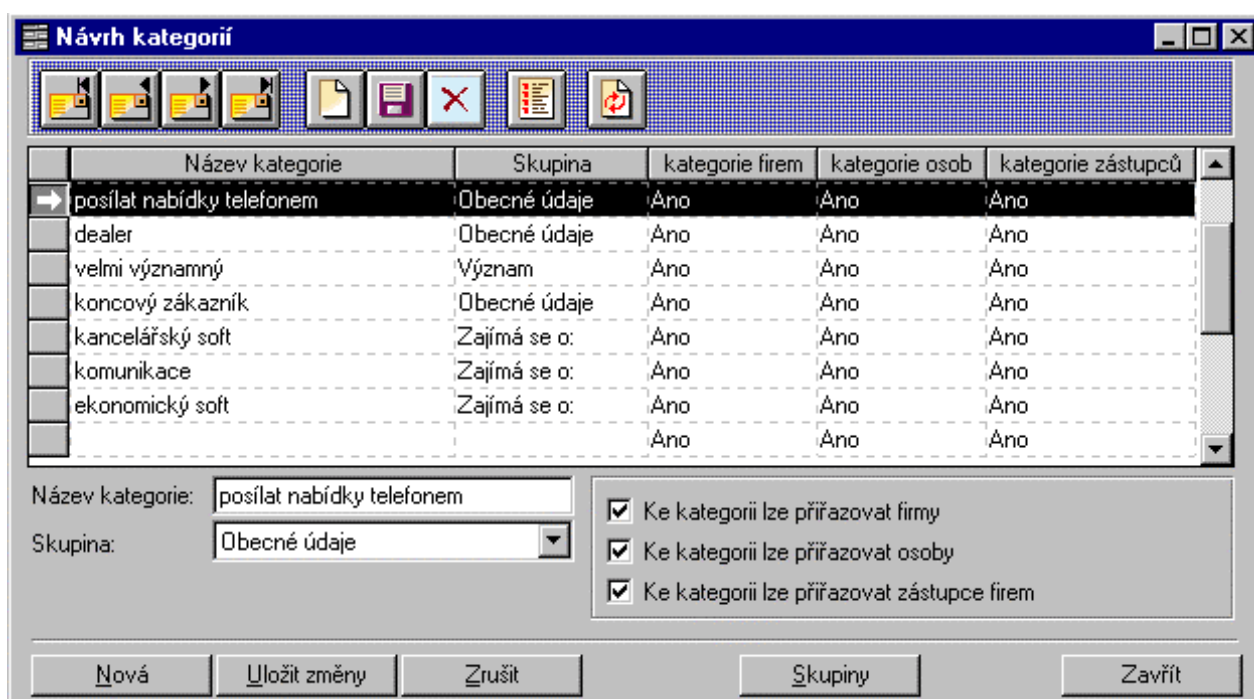 Návrh kategorií
Název kategorie Skupina kategorie firem kategorie osob kategorie zástupců
posílat nabídky telefonem Obecné údaje Ano Ano Ano
dealer Obecné údaje Ano Ano Ano
velmi významný Význam Ano Ano Ano
koncový zákazník Obecné údaje Ano Ano Ano
kancelářský soft Zajímá se o: Ano Ano Ano
komunikace Zajímá se o: Ano Ano Ano
ekonomický soft Zajímá se o: Ano Ano Ano
Ano Ano Ano
Název kategorie: posílat nabídky telefonem
Skupina: Obecné údaje
Ke kategorii lze přiřazovat firmy
Ke kategorii lze přiřazovat osoby
Ke kategorii lze přiřazovat zástupce firem
Nová Uložit změny Zrušit Skupiny Zavřít